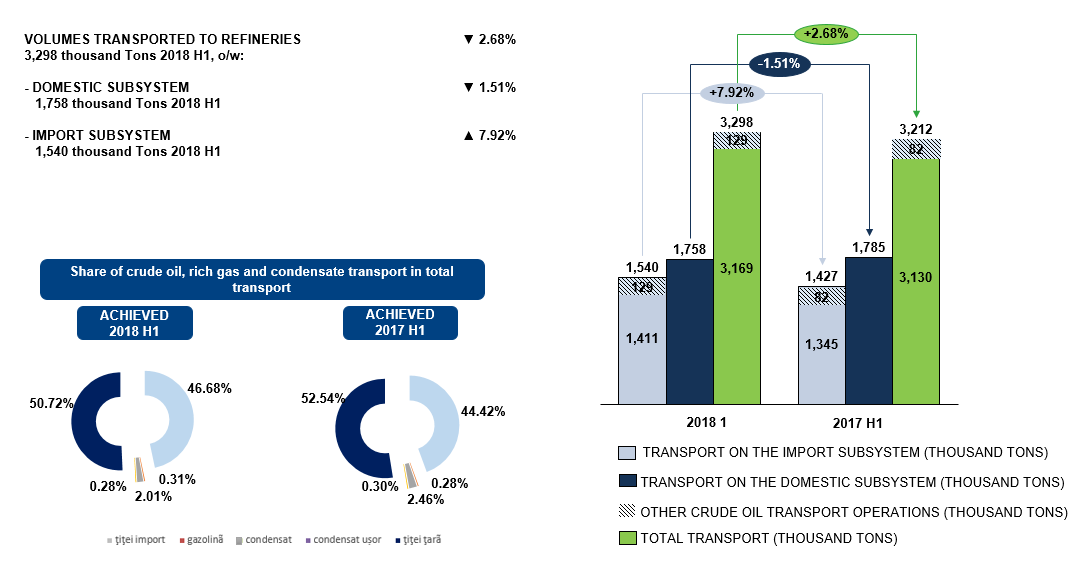 VOLUMES TRANSPORTED TO REFINERIES ▼ 2.68%
3,298 thousand Tons 2018 H1, o/w:
- DOMESTIC SUBSYSTEM ▼ 1.51%
1,758 thousand Tons 2018 H1
- IMPORT SUBSYSTEM ▲ 7.92%
1,540 thousand Tons 2018 H1
Share of crude oil, rich gas and condensate transport in total
transport
ACHIEVED
2018 H1
ACHIEVED
2017 H1
50.72%
46.68%
0.28%
2.01%
0.31%
52.54%
44.42%
0.30%
2.46%
0.28%
ţiţei import gazolină condensat condensat uşor ţiţei ţară
+2.68%
-1.51%
+7.92%
3,298
129
3,212
82
1,540
129
1,758
3,169
1,411
1,427
82
1,785
3,130
1,345
2018 1
2017 H1
TRANSPORT ON THE IMPORT SUBSYSTEM (THOUSAND TONS)
TRANSPORT ON THE DOMESTIC SUBSYSTEM (THOUSAND TONS)
OTHER CRUDE OIL TRANSPORT OPERATIONS (THOUSAND TONS)
TOTAL TRANSPORT (THOUSAND TONS)